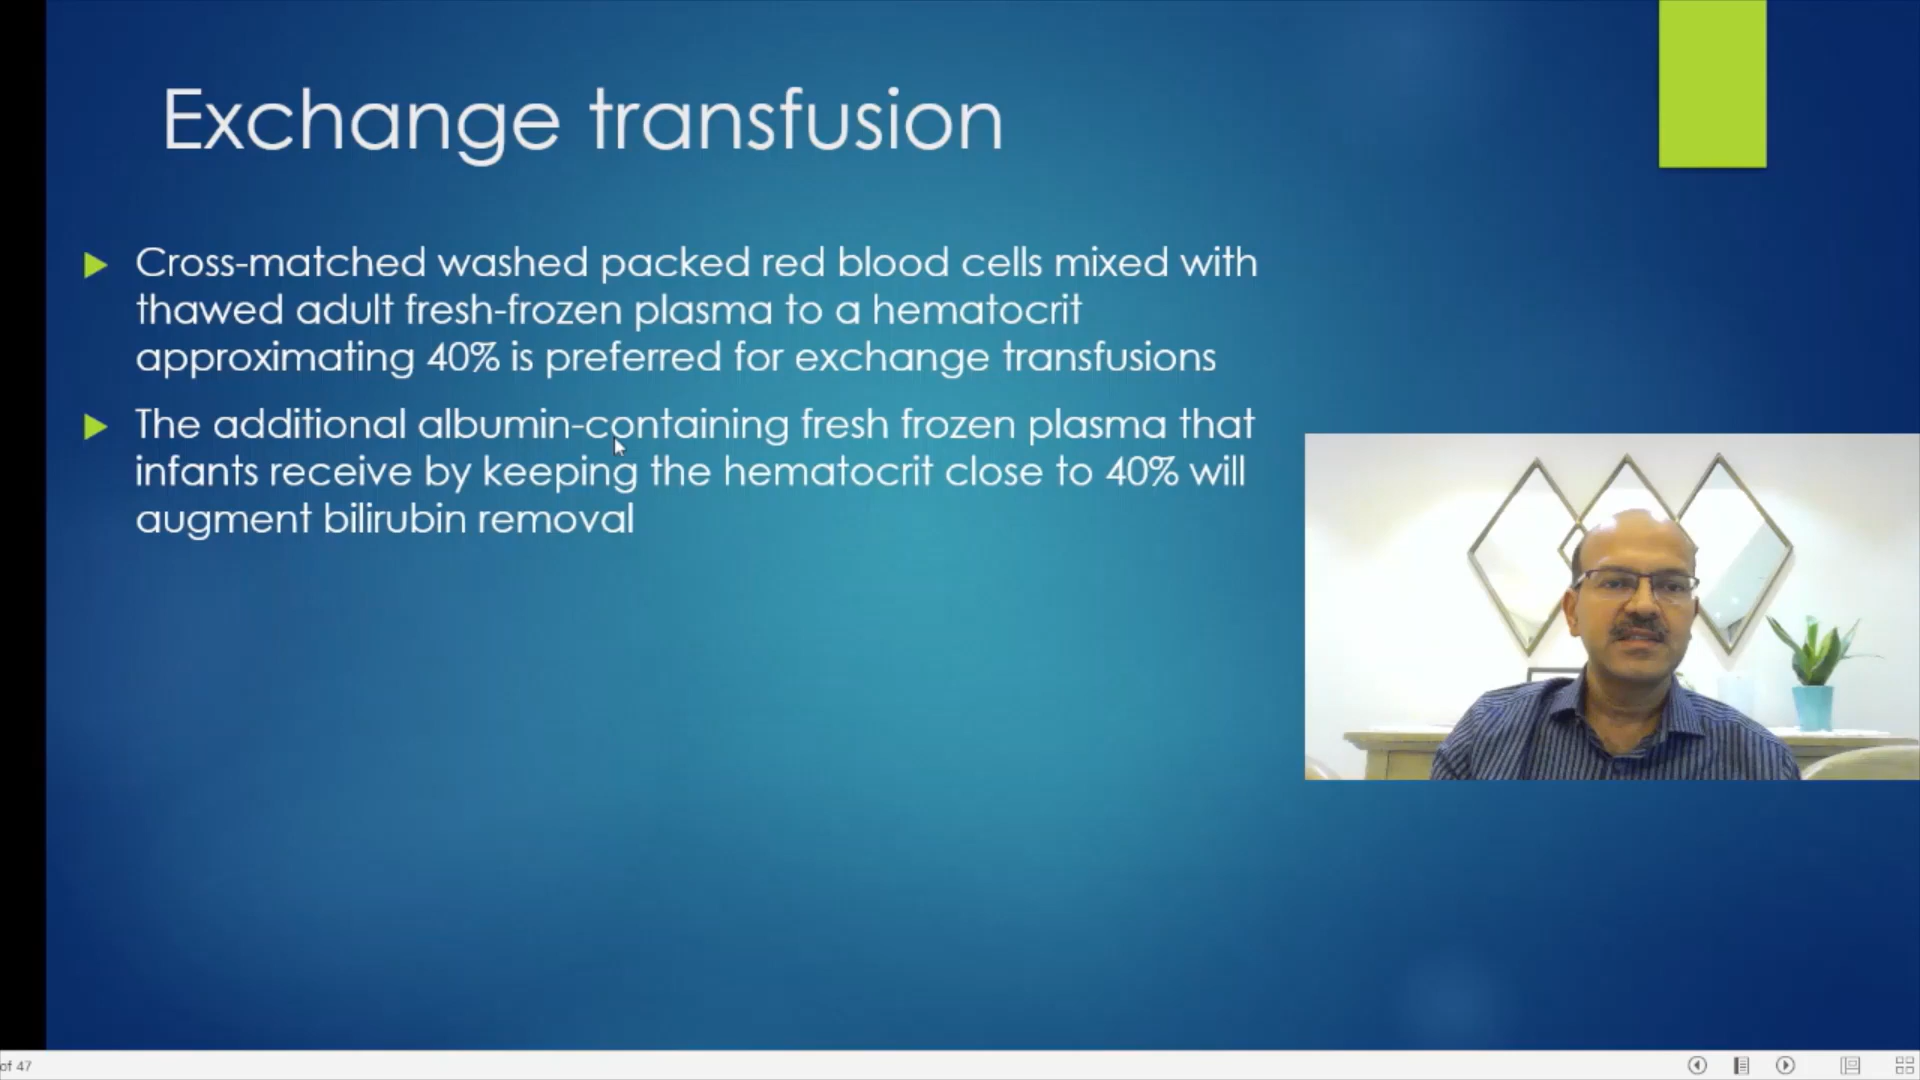 Exchange transfusion
Cross-matched washed packed red blood cells mixed with
thawed adult fresh-frozen plasma to a hematocrit
approximating 40% is preferred for exchange transfusions
The additional albumin-containing fresh frozen plasma that
infants receive by keeping the hematocrit close to 40% will
augment bilirubin removal
of 47